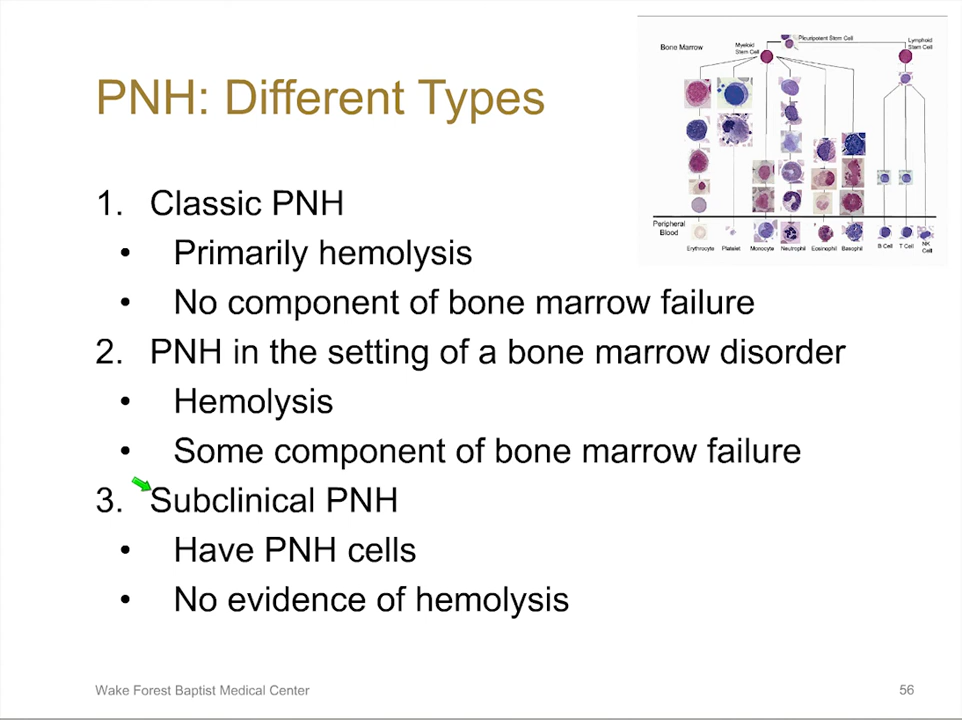 Pluripotent Stem Cell
Bone Marrow
Myeloid
Stem Cell
Lymphoid
Stem Cell
PNH: Different Types
1. Classic PNH
• Primarily hemolysis
• No component of bone marrow failure
2. PNH in the setting of a bone marrow disorder
• Hemolysis
• Some component of bone marrow failure
3. Subclinical PNH
• Have PNH cells
• No evidence of hemolysis
Peripheral
Blood
Erythrocyte Platelet Monocyte Neutrophil Eosinophil Basophil B Cell T Cell NK
Cell
Wake Forest Baptist Medical Center
56